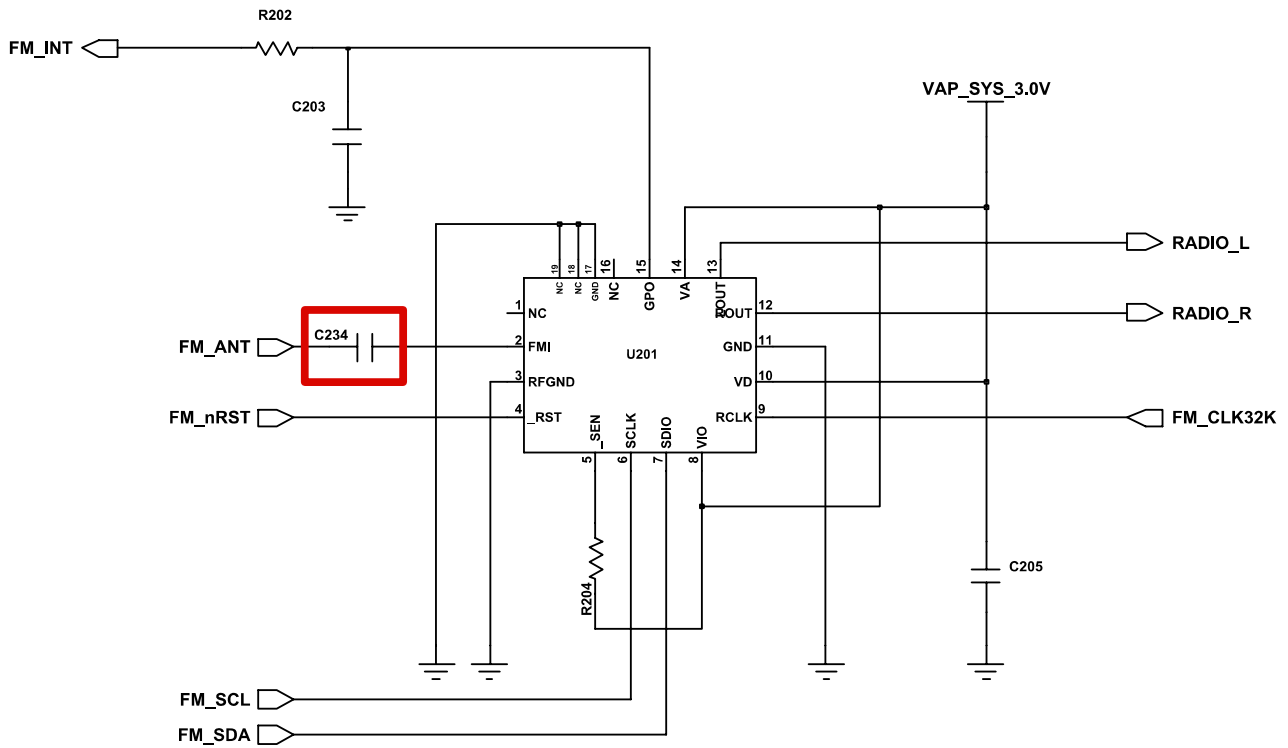 R202
FM_INT
C203
VAP_SYS_3.0V
RADIO_L
19 18 17 16 15 14 13
NC NC GND NC GPO VA LOUT
1 NC
ROUT 12
RADIO_R
C234
FM_ANT
2 FMI
U201
GND 11
3 RFGND
VD 10
FM_nRST
4 _RST
RCLK 9
FM_CLK32K
_SEN SCLK SDIO VIO
5 6 7 8
C205
R204
FM_SCL
FM_SDA